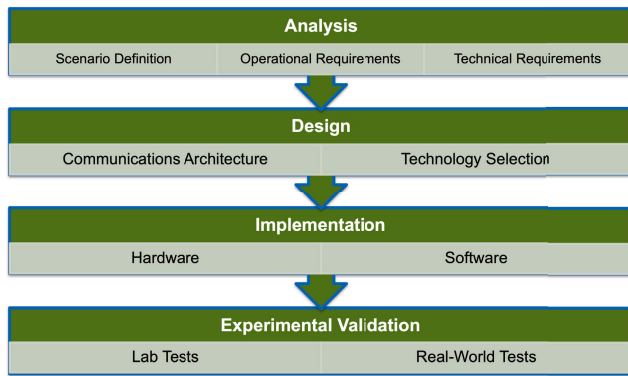 Analysis
Scenario Definition Operational Requirements Technical Requirements
Design
Communications Architecture Technology Selection
Implementation
Hardware Software
Experimental Validation
Lab Tests Real-World Tests